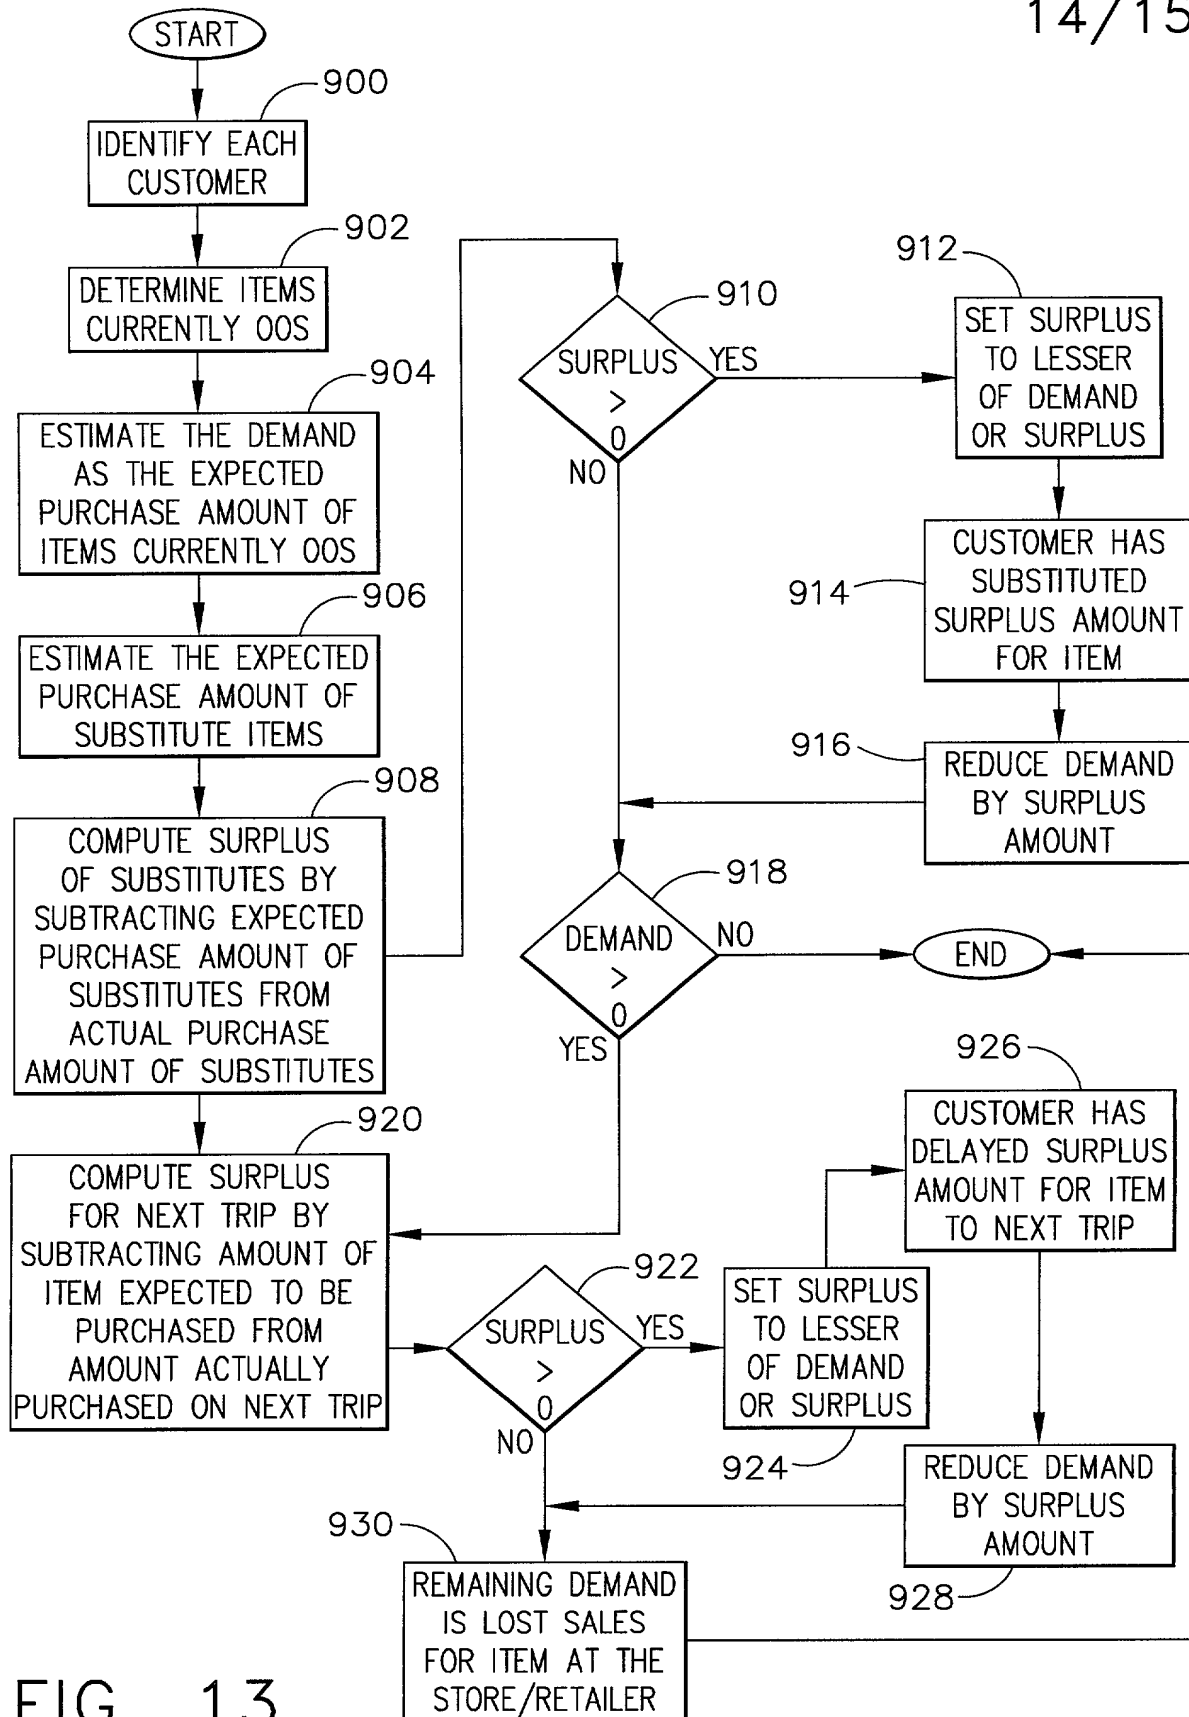 14/15
START
900
IDENTIFY EACH
CUSTOMER
902
DETERMINE ITEMS
CURRENTLY OOS
904
ESTIMATE THE DEMAND
AS THE EXPECTED
PURCHASE AMOUNT OF
ITEMS CURRENTLY OOS
906
ESTIMATE THE EXPECTED
PURCHASE AMOUNT OF
SUBSTITUTE ITEMS
908
COMPUTE SURPLUS
OF SUBSTITUTES BY
SUBTRACTING EXPECTED
PURCHASE AMOUNT OF
SUBSTITUTES FROM
ACTUAL PURCHASE
AMOUNT OF SUBSTITUTES
910
SURPLUS
>
0
YES
NO
912
SET SURPLUS
TO LESSER
OF DEMAND
OR SURPLUS
914
CUSTOMER HAS
SUBSTITUTED
SURPLUS AMOUNT
FOR ITEM
916
REDUCE DEMAND
BY SURPLUS
AMOUNT
918
DEMAND
>
0
NO
YES
END
920
COMPUTE SURPLUS
FOR NEXT TRIP BY
SUBTRACTING AMOUNT OF
ITEM EXPECTED TO BE
PURCHASED FROM
AMOUNT ACTUALLY
PURCHASED ON NEXT TRIP
922
SURPLUS
>
0
YES
NO
SET SURPLUS
TO LESSER
OF DEMAND
OR SURPLUS
924
926
CUSTOMER HAS
DELAYED SURPLUS
AMOUNT FOR ITEM
TO NEXT TRIP
REDUCE DEMAND
BY SURPLUS
AMOUNT
928
930
REMAINING DEMAND
IS LOST SALES
FOR ITEM AT THE
STORE/RETAILER
FIG. 13